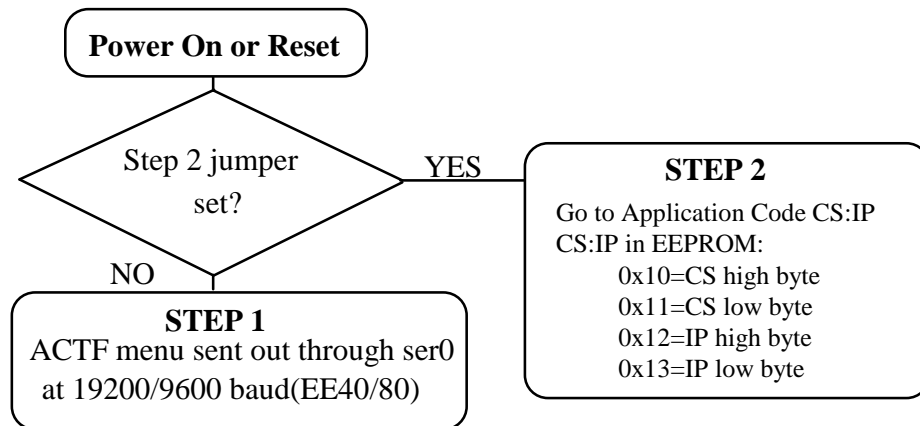 Power On or Reset
Step 2 jumper
set?
YES
NO
STEP 2
Go to Application Code CS:IP
CS:IP in EEPROM:
0x10=CS high byte
0x11=CS low byte
0x12=IP high byte
0x13=IP low byte
STEP 1
ACTF menu sent out through ser0
at 19200/9600 baud(EE40/80)